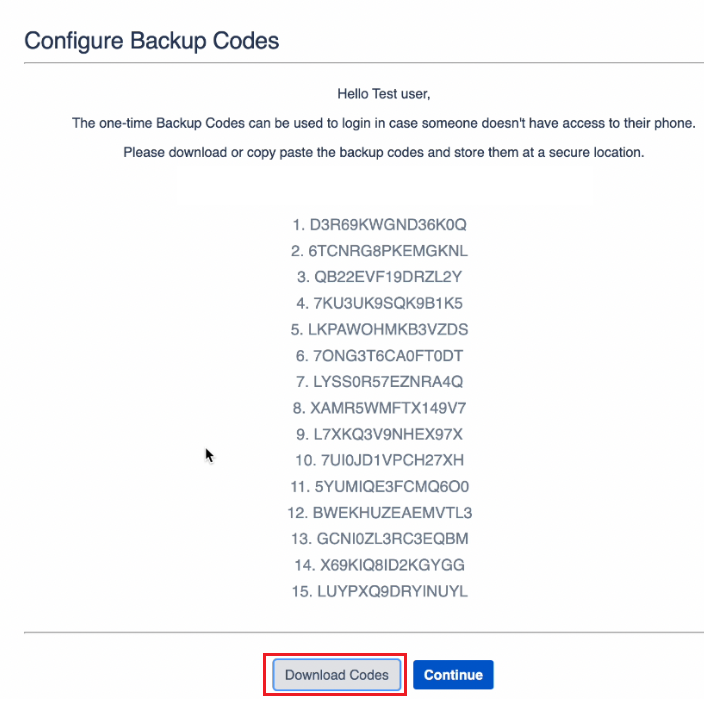 Configure Backup Codes
Hello Test user,
The one-time Backup Codes can be used to login in case someone doesn't have access to their phone.
Please download or copy paste the backup codes and store them at a secure location.
1. D3R69KWGND36K0Q
2. 6TCNRG8PKEMGKNL
3. QB22EVF19DRZL2Y
4. 7KU3UK9SQK9B1K5
5. LKPAWOHMKB3VZDS
6. 7ONG3T6CA0FT0DT
7. LYSS0R57EZNRA4Q
8. XAMR5WMFTX149V7
9. L7XKQ3V9NHEX97X
10. 7UI0JD1VPCH27XH
11. 5YUMIQE3FCMQ6O0
12. BWEKHUZEAEMVTL3
13. GCNI0ZL3RC3EQBM
14. X69KIQ8ID2KGYGG
15. LUYPXQ9DRYINUYL
Download Codes Continue